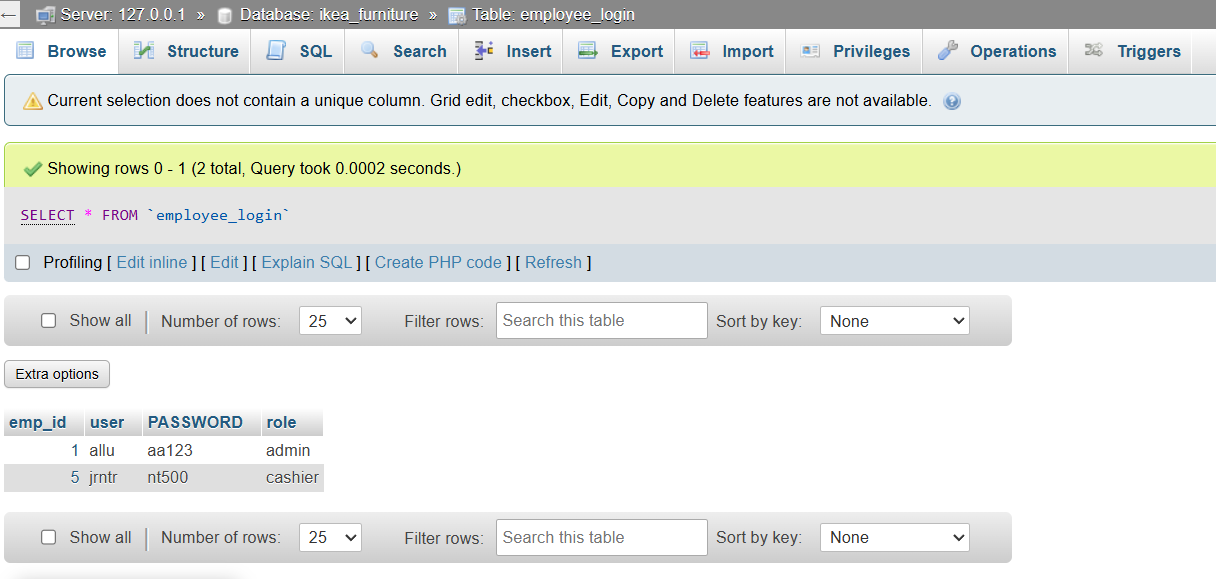 ← Server: 127.0.0.1 » Database: ikea_furniture » Table: employee_login
Browse Structure SQL Search Insert Export Import Privileges Operations Triggers
Current selection does not contain a unique column. Grid edit, checkbox, Edit, Copy and Delete features are not available.
Showing rows 0 - 1 (2 total, Query took 0.0002 seconds.)
SELECT * FROM `employee_login`
Profiling [ Edit inline ] [ Edit ] [ Explain SQL ] [ Create PHP code ] [ Refresh ]
Show all | Number of rows: 25 Filter rows: Search this table Sort by key: None
Extra options
emp_id user PASSWORD role
1 allu aa123 admin
5 jrntr nt500 cashier
Show all | Number of rows: 25 Filter rows: Search this table Sort by key: None